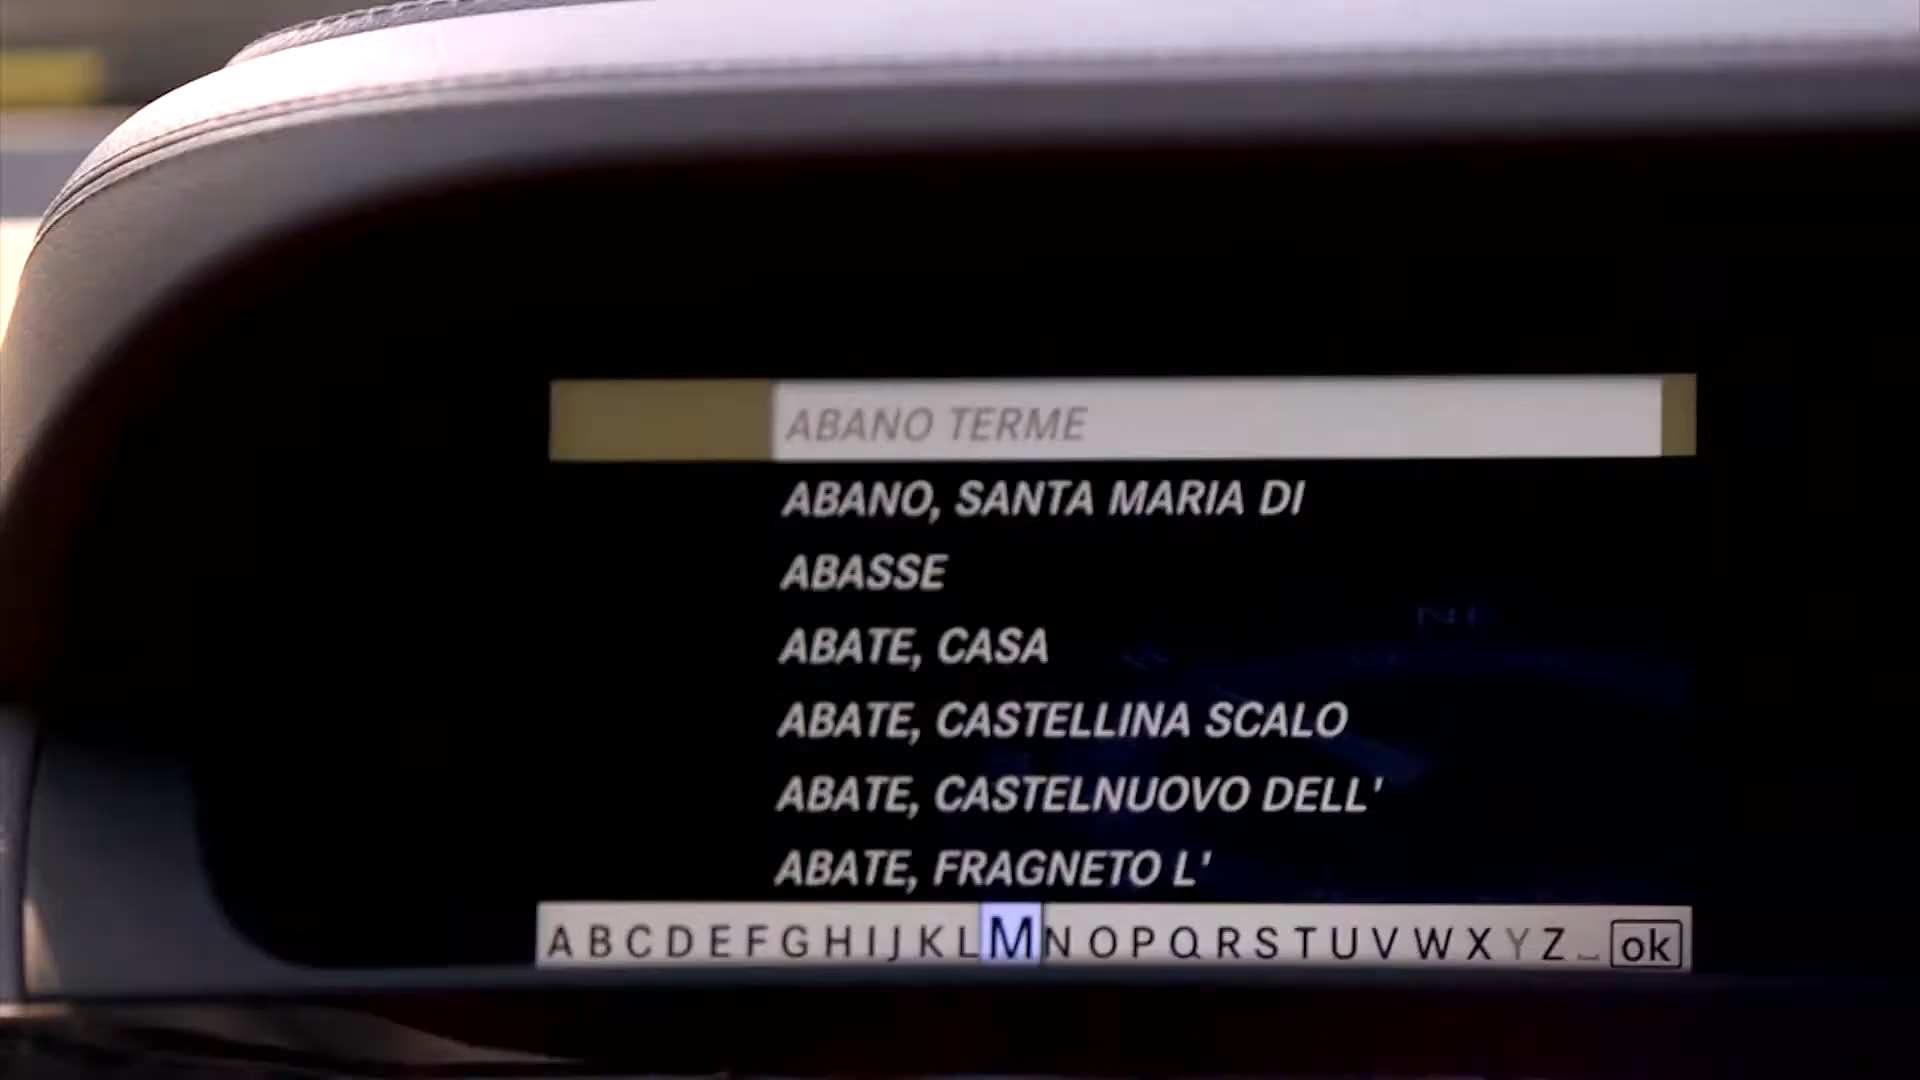 ABANO TERME
ABANO, SANTA MARIA DI
ABASSE
ABATE, CASA
ABATE, CASTELLINA SCALO
ABATE, CASTELNUOVO DELL'
ABATE, FRAGNETO L'
A B C D E F G H I J K L M N O P Q R S T U V W X Y Z _ ok